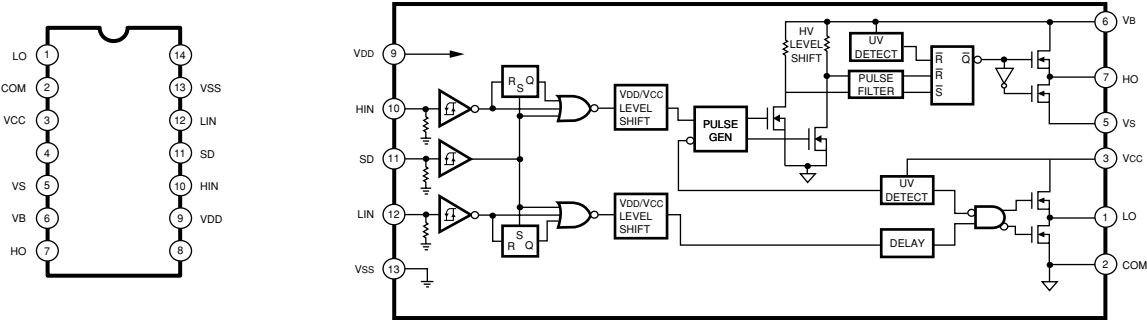 LO 1
14
COM 2
13 VSS
VCC 3
12 LIN
4
11 SD
VS 5
10 HIN
VB 6
9 VDD
HO 7
8
VDD 9
HIN 10
SD 11
LIN 12
VSS 13
R S Q
S
R Q
VDD/VCC
LEVEL
SHIFT
VDD/VCC
LEVEL
SHIFT
PULSE
GEN
HV
LEVEL
SHIFT
UV
DETECT
PULSE
FILTER
R Q
R
S
UV
DETECT
DELAY
6 VB
7 HO
5 VS
3 VCC
1 LO
2 COM